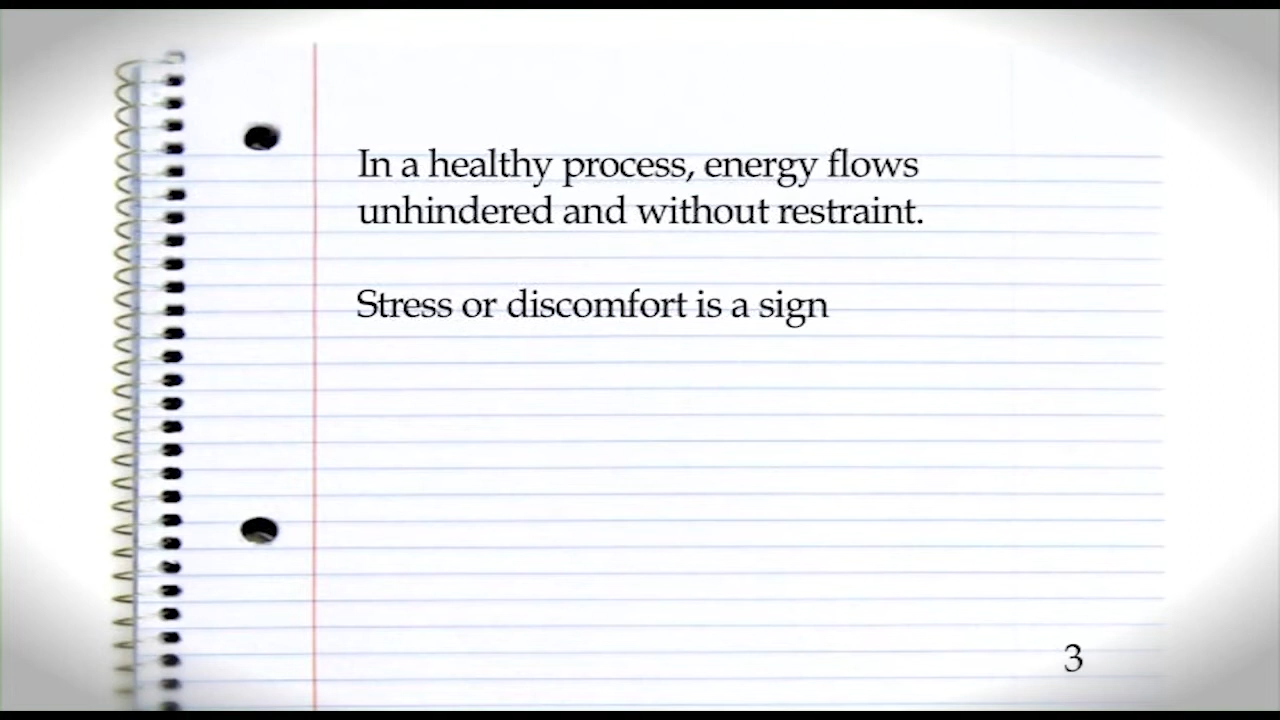 In a healthy process, energy flows
unhindered and without restraint.
Stress or discomfort is a sign
3